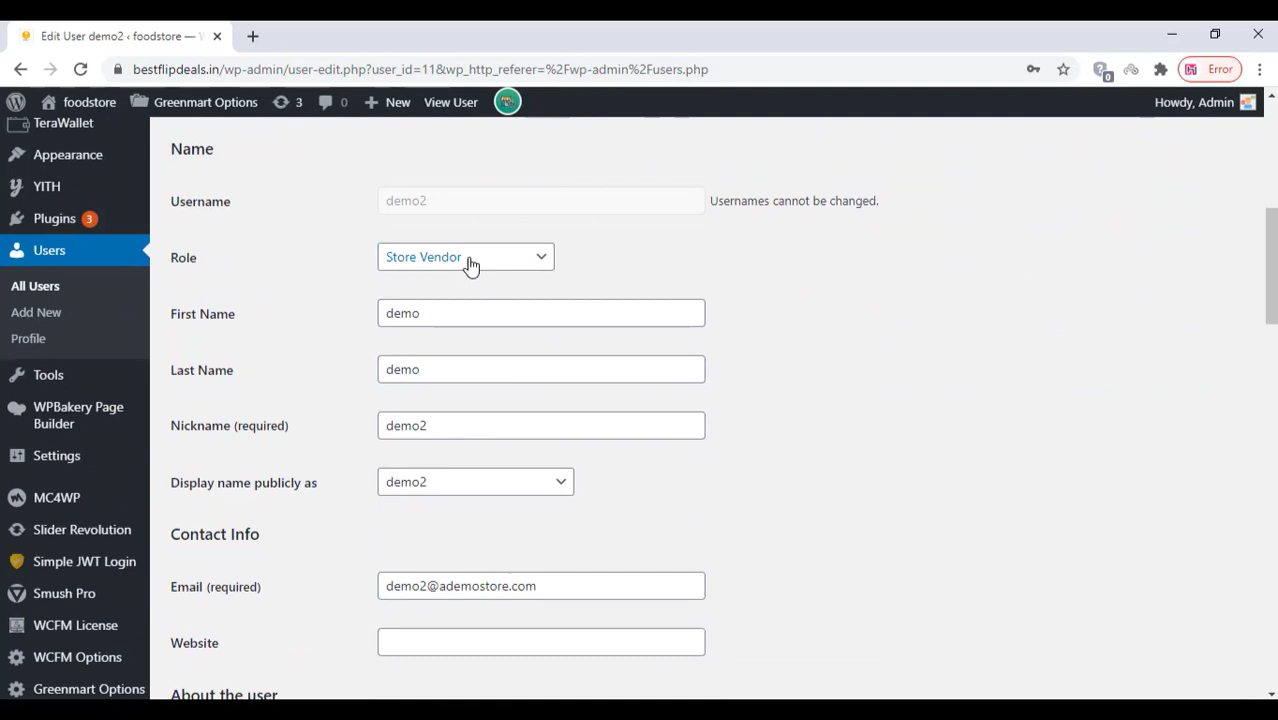 Edit User demo2 ‹ foodstore — W
bestflipdeals.in/wp-admin/user-edit.php?user_id=11&wp_http_referer=%2Fwp-admin%2Fusers.php
0
Error
foodstore
Greenmart Options
3
0
New
View User
Howdy, Admin
TeraWallet
Appearance
YITH
Plugins 3
Users
All Users
Add New
Profile
Tools
WPBakery Page
Builder
Settings
MC4WP
Slider Revolution
Simple JWT Login
Smush Pro
WCFM License
WCFM Options
Greenmart Options
Name
Username demo2 Usernames cannot be changed.
Role Store Vendor
First Name demo
Last Name demo
Nickname (required) demo2
Display name publicly as demo2
Contact Info
Email (required) demo2@ademostore.com
Website
About the user